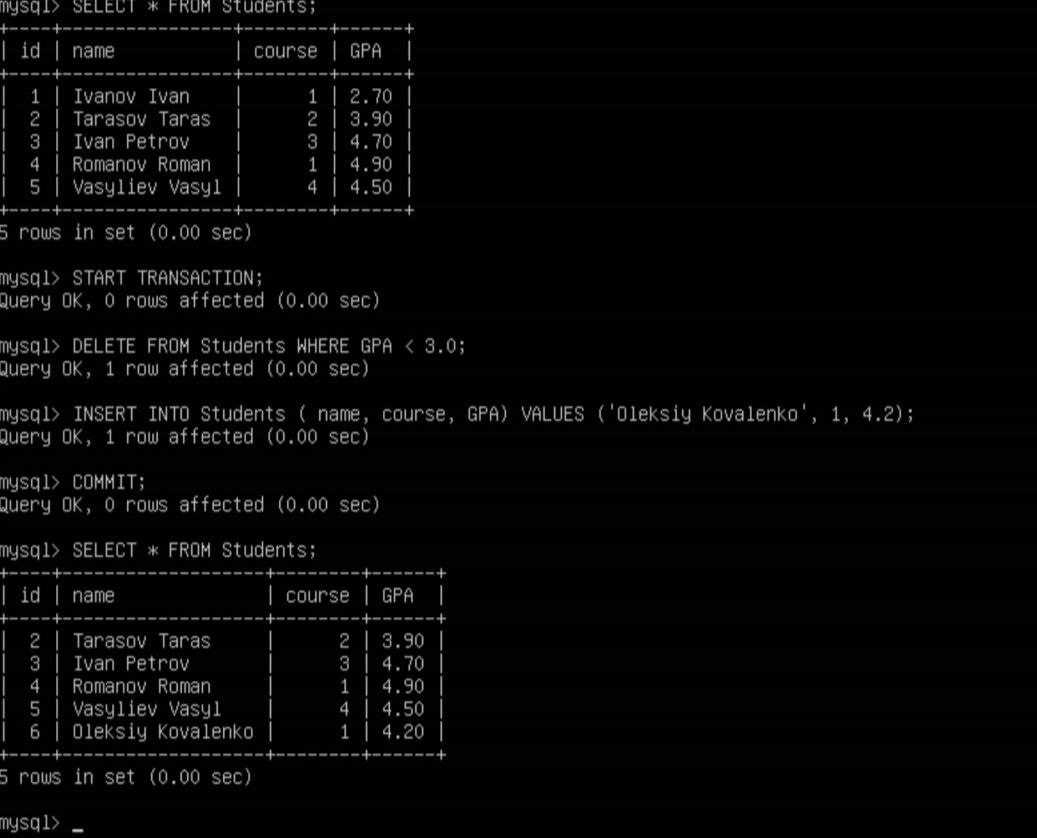 mysql> SELECT * FROM Students;
+----+----------------+--------+------+
| id | name           | course | GPA  |
+----+----------------+--------+------+
|  1 | Ivanov Ivan    |      1 | 2.70 |
|  2 | Tarasov Taras  |      2 | 3.90 |
|  3 | Ivan Petrov    |      3 | 4.70 |
|  4 | Romanov Roman  |      1 | 4.90 |
|  5 | Vasyliev Vasyl |      4 | 4.50 |
+----+----------------+--------+------+
5 rows in set (0.00 sec)
mysql> START TRANSACTION;
Query OK, 0 rows affected (0.00 sec)
mysql> DELETE FROM Students WHERE GPA < 3.0;
Query OK, 1 row affected (0.00 sec)
mysql> INSERT INTO Students ( name, course, GPA) VALUES ('Oleksiy Kovalenko', 1, 4.2);
Query OK, 1 row affected (0.00 sec)
mysql> COMMIT;
Query OK, 0 rows affected (0.00 sec)
mysql> SELECT * FROM Students;
+----+-------------------+--------+------+
| id | name              | course | GPA  |
+----+-------------------+--------+------+
|  2 | Tarasov Taras     |      2 | 3.90 |
|  3 | Ivan Petrov       |      3 | 4.70 |
|  4 | Romanov Roman     |      1 | 4.90 |
|  5 | Vasyliev Vasyl    |      4 | 4.50 |
|  6 | Oleksiy Kovalenko |      1 | 4.20 |
+----+-------------------+--------+------+
5 rows in set (0.00 sec)
mysql> _